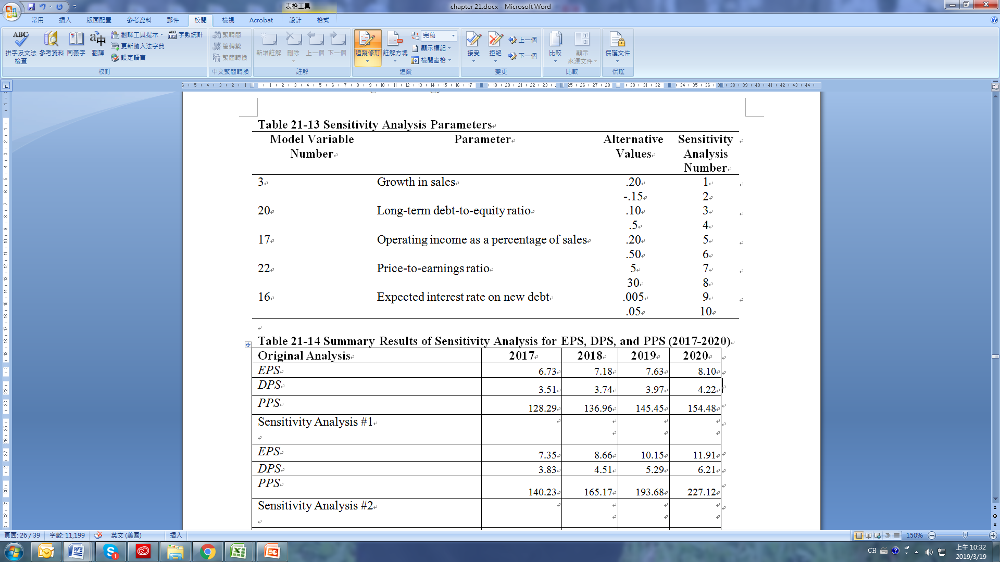 表格工具
chapter 21.docx - Microsoft Word
常用 插入 版面配置 參考資料 郵件 校閱 檢視 Acrobat 設計 格式
ABC 拼字及文法檢查 參考資料 同義字 翻譯 翻譯工具提示 字數統計
更新輸入法字典
設定語言
校訂
繁轉簡
簡轉繁
繁簡轉換
中文繁簡轉換
新增註解 刪除 上一個 下一個
註解
追蹤修訂 註解方塊 完稿
顯示標記
檢閱窗格
追蹤
接受 拒絕 上一個
下一個
變更
比較 顯示來源文件
比較
保護文件
保護
Table 21-13 Sensitivity Analysis Parameters
Model Variable Number Parameter Alternative Values Sensitivity Analysis Number
3 Growth in sales .20 1
-.15 2
20 Long-term debt-to-equity ratio .10 3
.5 4
17 Operating income as a percentage of sales .20 5
.50 6
22 Price-to-earnings ratio 5 7
30 8
16 Expected interest rate on new debt .005 9
.05 10
Table 21-14 Summary Results of Sensitivity Analysis for EPS, DPS, and PPS (2017-2020)
Original Analysis 2017 2018 2019 2020
EPS 6.73 7.18 7.63 8.10
DPS 3.51 3.74 3.97 4.22
PPS 128.29 136.96 145.45 154.48
Sensitivity Analysis #1
EPS 7.35 8.66 10.15 11.91
DPS 3.83 4.51 5.29 6.21
PPS 140.23 165.17 193.68 227.12
Sensitivity Analysis #2
頁面: 26 / 39 字數: 11,199 英文 (美國) 插入 150%
CH 上午 10:32
2019/3/19